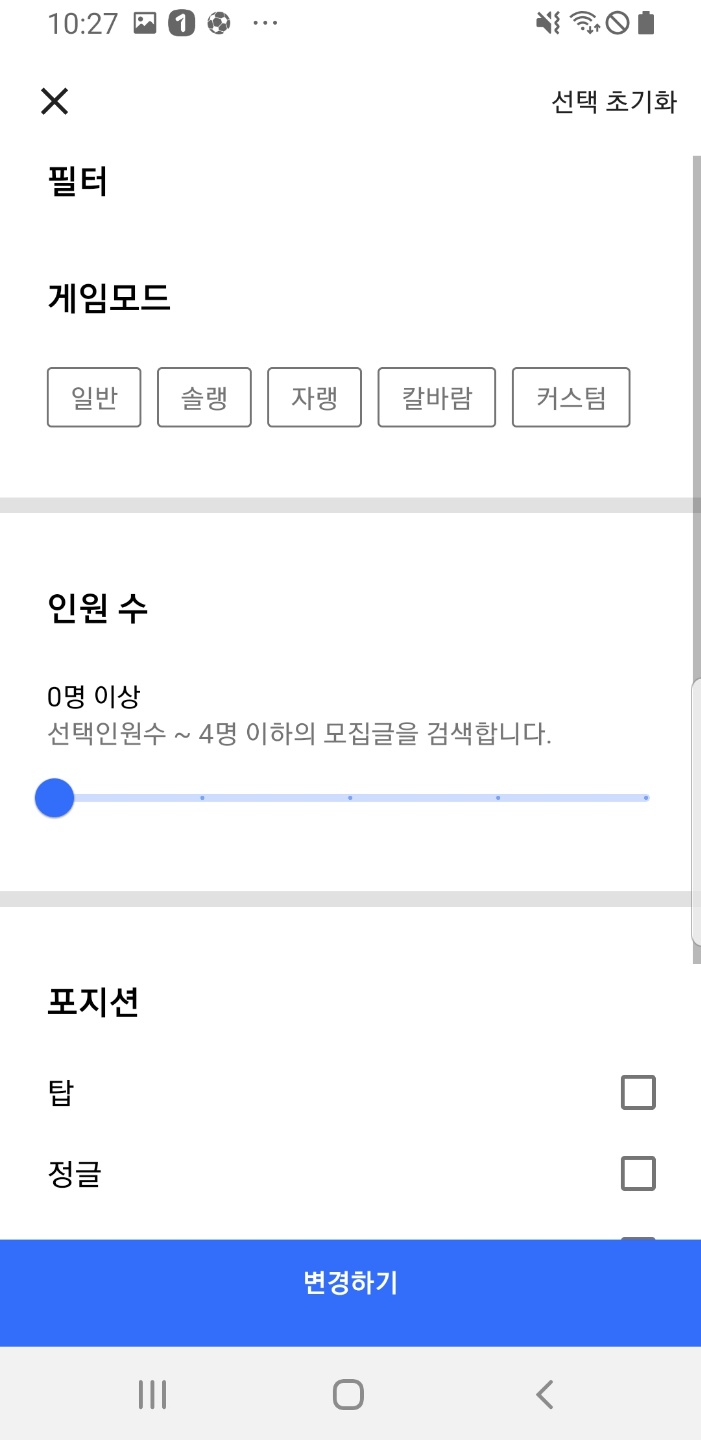 10:27
선택 초기화
필터
게임모드
일반 솔랭 자랭 칼바람 커스텀
인원 수
0명 이상
선택인원수 ~ 4명 이하의 모집글을 검색합니다.
포지션
탑
정글
변경하기